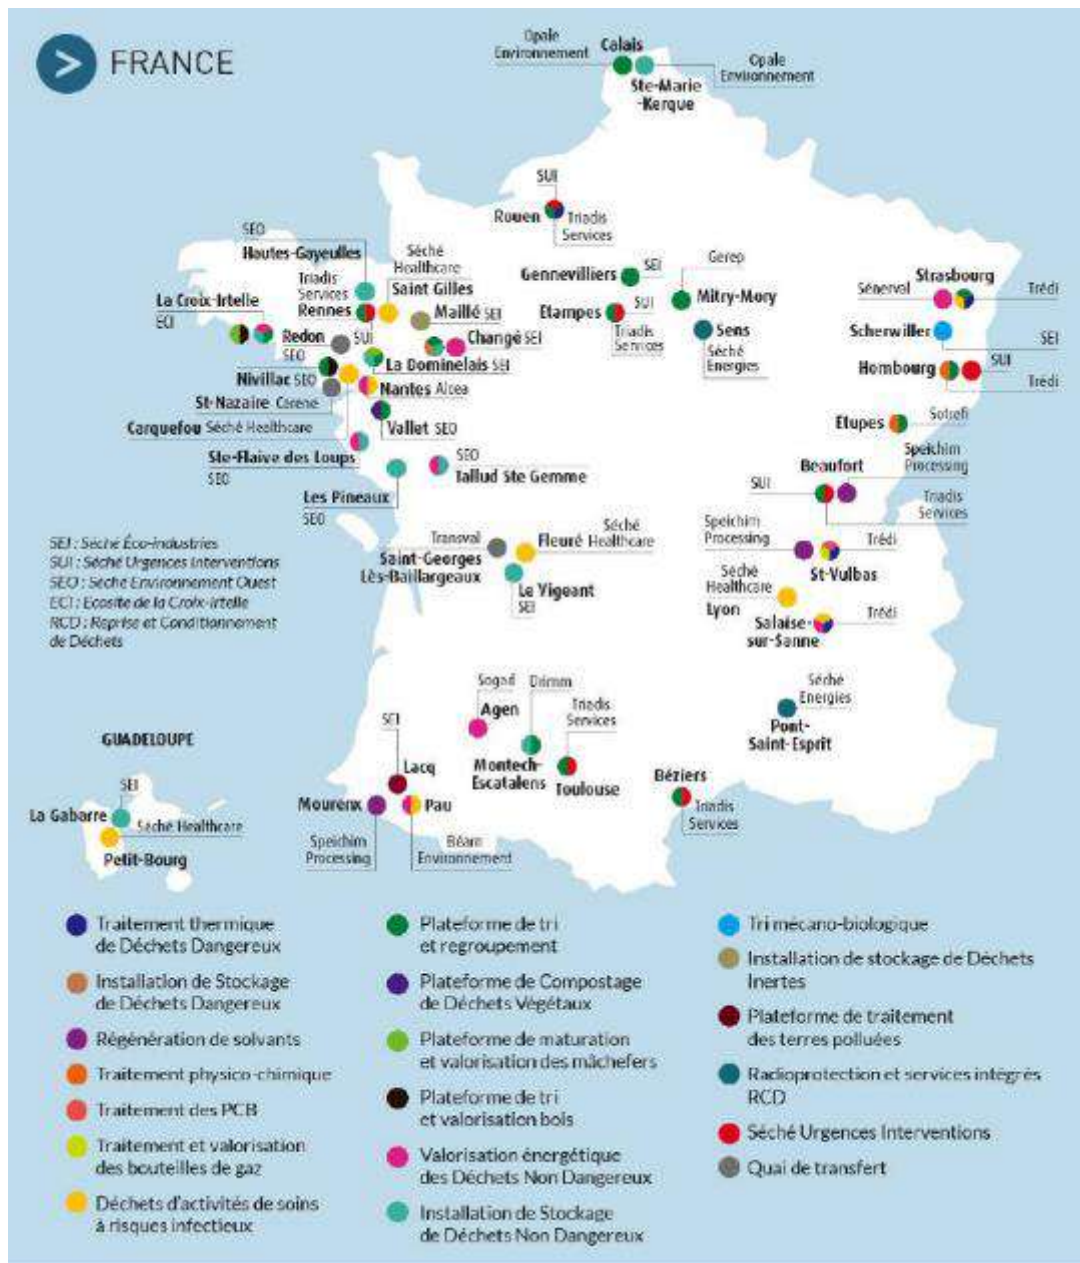 FRANCE
Opale
Environnement
Calais
Opale
Environnement
Ste-Marie
-Kerque
SUI
Rouen
Triadis
Services
SEO
Hautes-Gayeulles
Séché
Healthcare
Saint Gilles
Triadis
Services
Rennes
SUI
Maillé SEI
La Croix-Irtelle
ECI
Redon
SEO
Changé SEI
La Dominelais SEI
Nivillac SEO
Nantes Alcea
St-Nazaire Carene
Vallet SEO
Carquefou Séché Healthcare
Ste-Flaive des Loups
SEO
SEO
Tallud Ste Gemme
Les Pineaux
SEO
Gennevilliers
SEI
Gerep
Mitry-Mory
Etampes
SUI
Triadis
Services
Sens
Séché
Energies
Strasbourg
Sénerval
Trédi
Scherwiller
SEI
Hombourg
SUI
Trédi
Etupes
Sotrefi
Beaufort
Speichim
Processing
SUI
Triadis
Services
Speichim
Processing
Trédi
St-Vulbas
Séché
Healthcare
Lyon
Salaise-
sur-Sanne
Trédi
Transval
Saint-Georges
Lès-Baillargeaux
Séché
Fleuré Healthcare
Le Vigeant
SEI
SEI : Séché Éco-industries
SUI : Séché Urgences Interventions
SEO : Séché Environnement Ouest
ECI : Ecosite de la Croix-Irtelle
RCD : Reprise et Conditionnement
de Déchets
Séché
Energies
Pont-
Saint-Esprit
Sogad
Agen
Drimm
Montech-
Escatalens
Triadis
Services
Toulouse
Béziers
Triadis
Services
SEI
Lacq
Mourenx
Pau
Speichim
Processing
Béarn
Environnement
GUADELOUPE
SEI
La Gabarre
Séché Healthcare
Petit-Bourg
Traitement thermique
de Déchets Dangereux
Installation de Stockage
de Déchets Dangereux
Régénération de solvants
Traitement physico-chimique
Traitement des PCB
Traitement et valorisation
des bouteilles de gaz
Déchets d'activités de soins
à risques infectieux
Plateforme de tri
et regroupement
Plateforme de Compostage
de Déchets Végétaux
Plateforme de maturation
et valorisation des mâchefers
Plateforme de tri
et valorisation bois
Valorisation énergétique
des Déchets Non Dangereux
Installation de Stockage
de Déchets Non Dangereux
Tri mécano-biologique
Installation de stockage de Déchets
Inertes
Plateforme de traitement
des terres polluées
Radioprotection et services intégrés
RCD
Séché Urgences Interventions
Quai de transfert